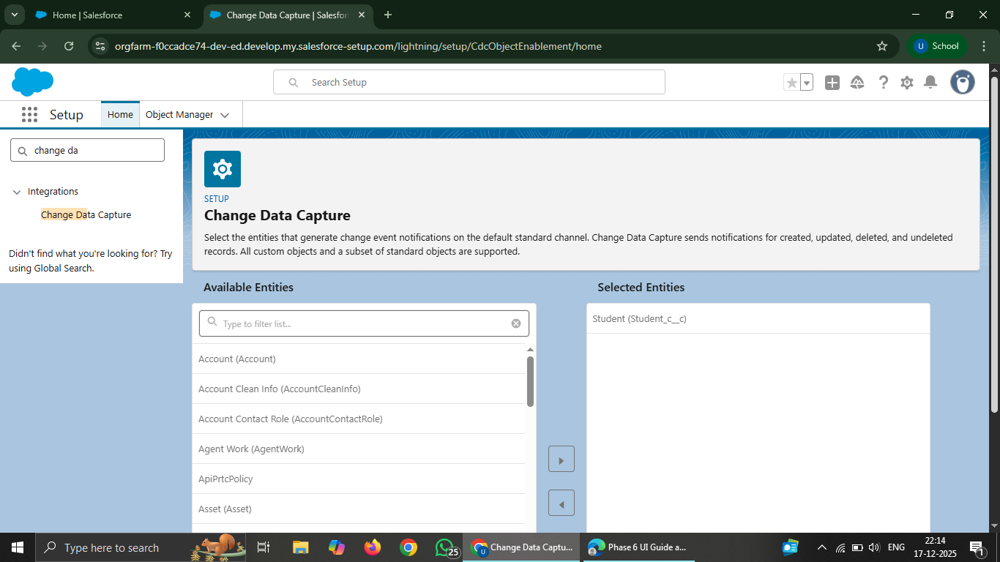 Home | Salesforce
Change Data Capture | Salesfor
orgfarm-f0ccadce74-dev-ed.develop.my.salesforce-setup.com/lightning/setup/CdcObjectEnablement/home
U
School
Search Setup
Setup
Home
Object Manager
change da
Integrations
Change Data Capture
Didn't find what you're looking for? Try
using Global Search.
SETUP
Change Data Capture
Select the entities that generate change event notifications on the default standard channel. Change Data Capture sends notifications for created, updated, deleted, and undeleted
records. All custom objects and a subset of standard objects are supported.
Available Entities
Selected Entities
Type to filter list...
Student (Student_c__c)
Account (Account)
Account Clean Info (AccountCleanInfo)
Account Contact Role (AccountContactRole)
Agent Work (AgentWork)
ApiPrtcPolicy
Asset (Asset)
Type here to search
25
U
Change Data Captu...
Phase 6 UI Guide a...
ENG
22:14
17-12-2025
1